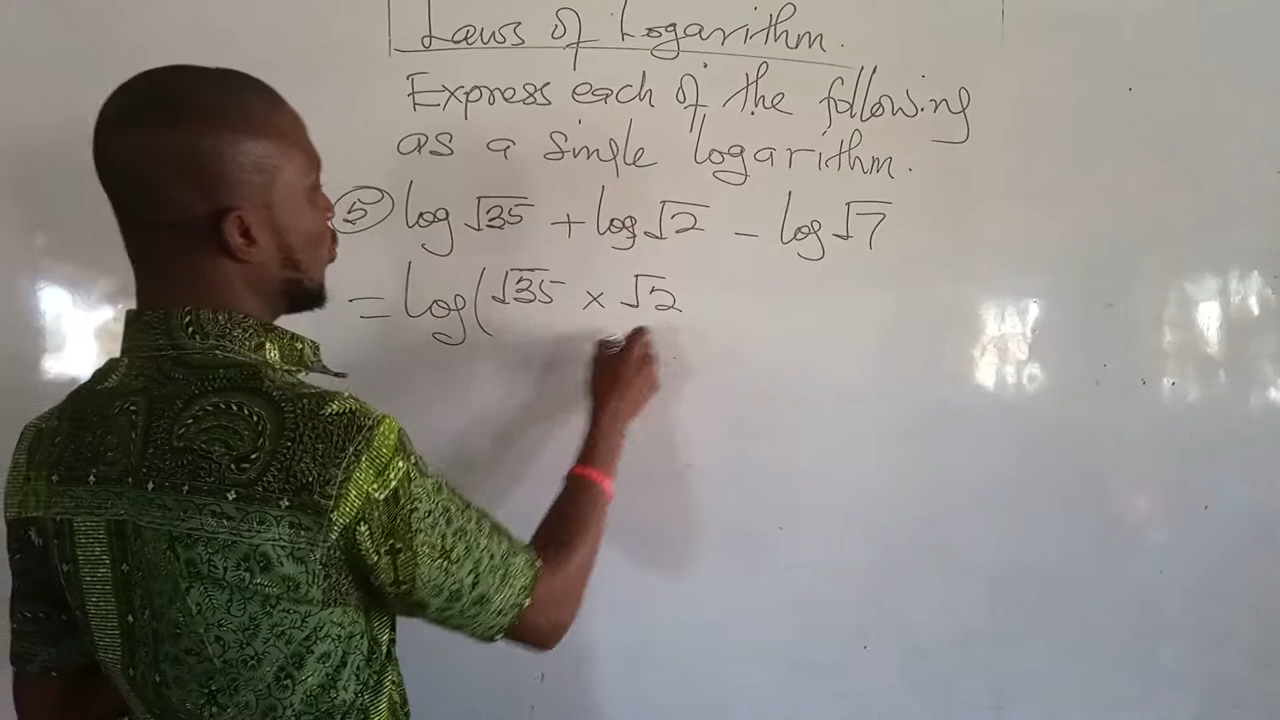 Laws of Logarithm.
Express each of the following
as a single logarithm.
⑤ log √35 + log √2 - log √7
= log(√35 × √2